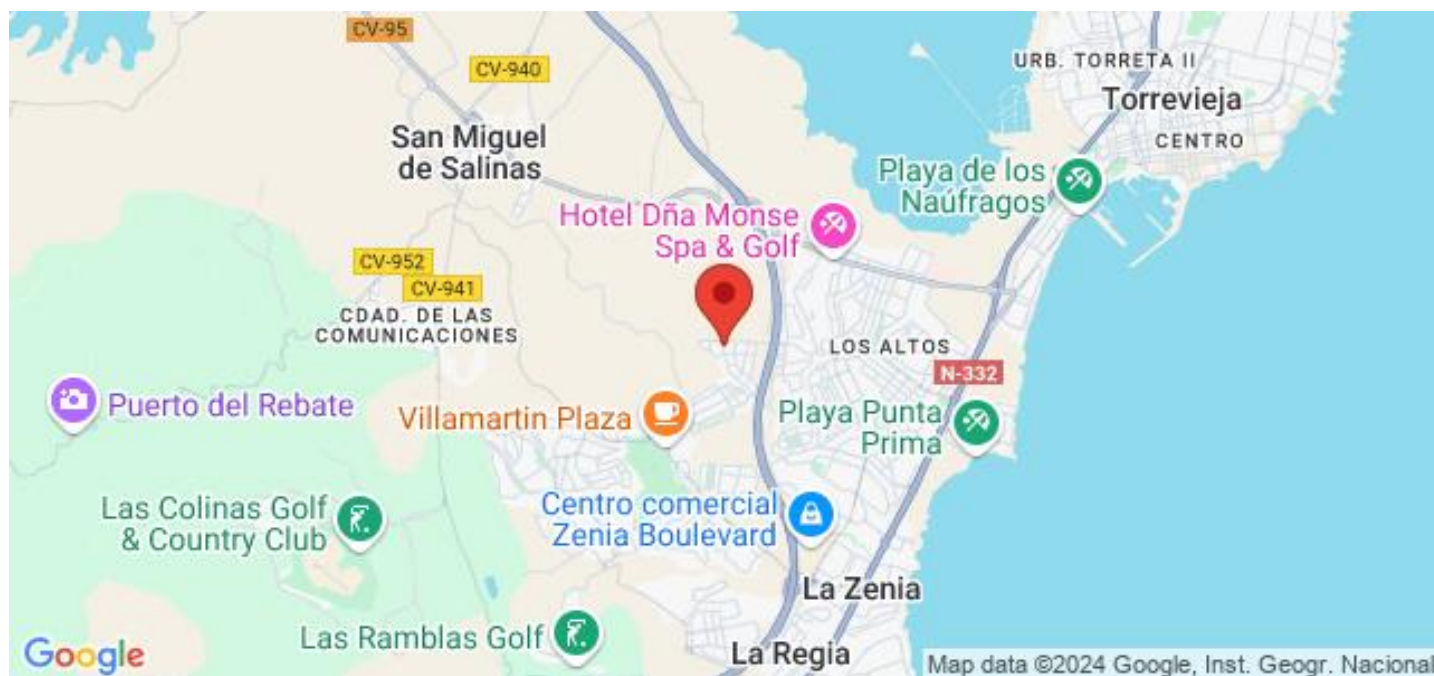 CV-95
CV-940
URB. TORRETA II
Torrevieja
CENTRO
San Miguel
de Salinas
Playa de los
Naúfragos
Hotel Dña Monse
Spa & Golf
CV-952
CV-941
CDAD. DE LAS
COMUNICACIONES
LOS ALTOS
N-332
Puerto del Rebate
Villamartin Plaza
Playa Punta
Prima
Las Colinas Golf
& Country Club
Centro comercial
Zenia Boulevard
La Zenia
Las Ramblas Golf
La Regia
Google
Map data ©2024 Google, Inst. Geogr. Nacional